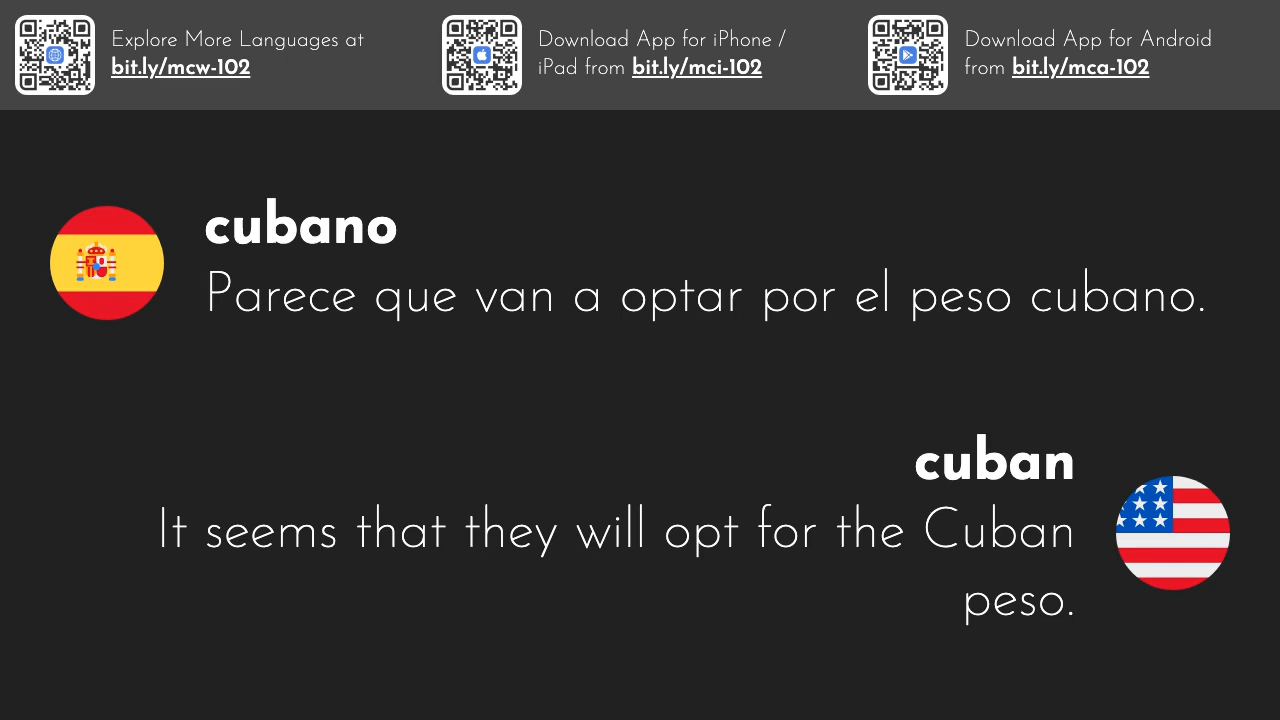 Explore More Languages at
bit.ly/mcw-102
Download App for iPhone /
iPad from bit.ly/mci-102
Download App for Android
from bit.ly/mca-102
cubano
Parece que van a optar por el peso cubano.
cuban
It seems that they will opt for the Cuban
peso.